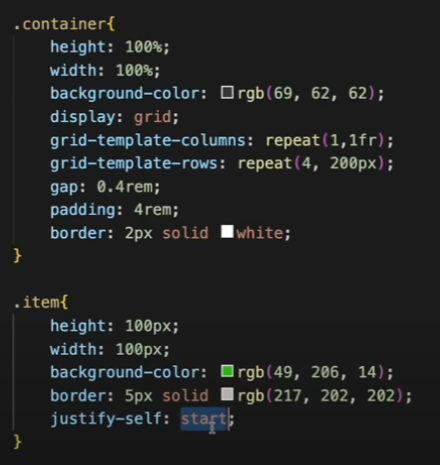 .container{
height: 100%;
width: 100%;
background-color: rgb(69, 62, 62);
display: grid;
grid-template-columns: repeat(1,1fr);
grid-template-rows: repeat(4, 200px);
gap: 0.4rem;
padding: 4rem;
border: 2px solid white;
}
.item{
height: 100px;
width: 100px;
background-color: rgb(49, 206, 14);
border: 5px solid rgb(217, 202, 202);
justify-self: start;
}